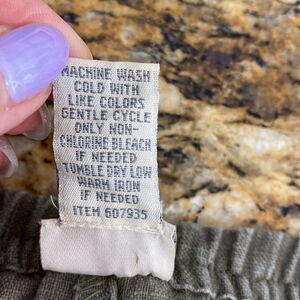 MACHINE WASH
COLD WITH
LIKE COLORS
GENTLE CYCLE
ONLY NON-
CHLORINE BLEACH
IF NEEDED
TUMBLE DRY LOW
WARM IRON
IF NEEDED
ITEM 607935